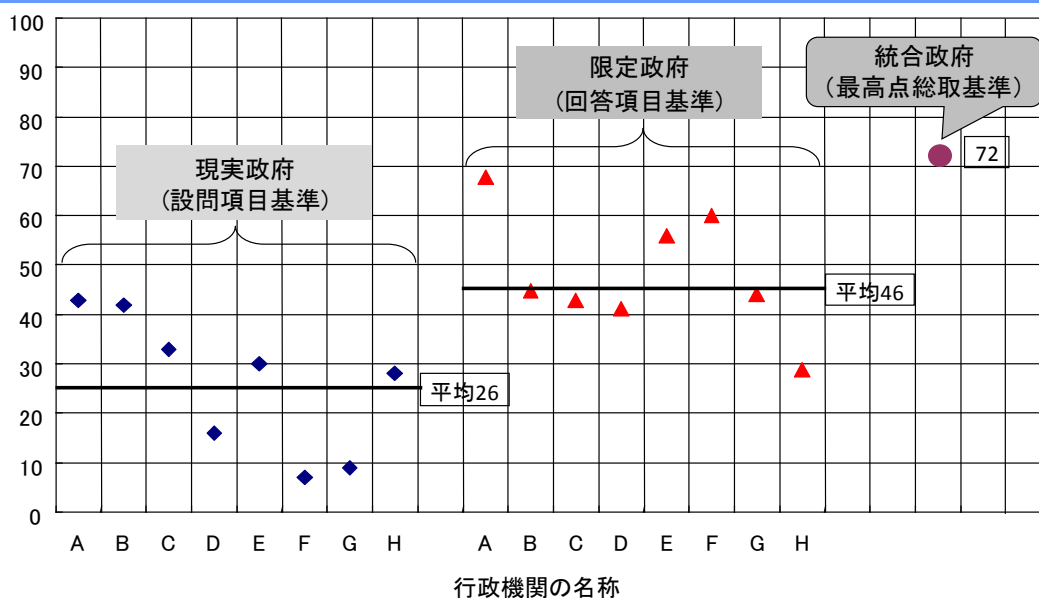 100
90
80
70
60
50
40
30
20
10
0
現実政府
(設問項目基準)
限定政府
(回答項目基準)
統合政府
(最高点総取基準)
72
平均46
平均26
A B C D E F G H A B C D E F G H
行政機関の名称